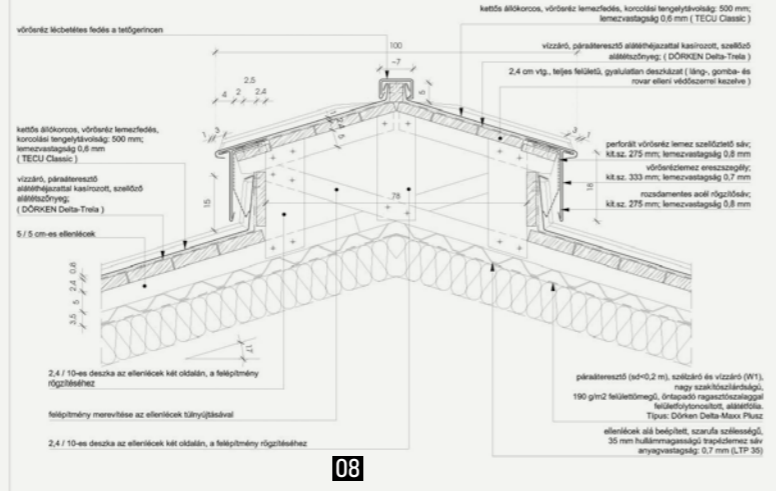 kettős állókorcos, vörösréz lemezfedés, korcolási tengelytávolság: 500 mm;
lemezvastagság 0,6 mm ( TECU Classic )
vörösréz lécbetétes fedés a tetőgerincen
100
~7
vízzáró, páraáteresztő alátéthéjazattal kasírozott, szellőző
alátétszőnyeg; ( DÖRKEN Delta-Trela )
2,4 cm vtg., teljes felületű, gyalulatlan deszkázat ( láng-, gomba- és
rovar elleni védőszerrel kezelve )
2,5
4 2 2,4
5
1 3
3 1
kettős állókorcos, vörösréz lemezfedés,
korcolási tengelytávolság: 500 mm;
lemezvastagság 0,6 mm
( TECU Classic )
vízzáró, páraáteresztő
alátéthéjazattal kasírozott, szellőző
alátétszőnyeg;
( DÖRKEN Delta-Trela )
5 / 5 cm-es ellenlécek
perforált vörösréz lemez szellőztető sáv;
kit.sz. 275 mm; lemezvastagság 0,8 mm
vörösrézlemez ereszszegély;
kit.sz. 333 mm; lemezvastagság 0,7 mm
rozsdamentes acél rögzítősáv;
kit.sz. 275 mm; lemezvastagság 0,8 mm
15
78
18
3,5 5 2,4 0,8
17°
2,4 / 10-es deszka az ellenlécek két oldalán, a felépítmény
rögzítéséhez
felépítmény merevítése az ellenlécek túlnyújtásával
2,4 / 10-es deszka az ellenlécek két oldalán, a felépítmény rögzítéséhez
páraáteresztő (sd<0,2 m), szélzáró és vízzáró (W1),
nagy szakítószilárdságú,
190 g/m2 felülettömegű, öntapadó ragasztószalaggal
felületfolytonosított, alátétfólia.
Típus: Dörken Delta-Maxx Plusz
ellenlécek alá beépített, szarufa szélességű,
35 mm hullámmagasságú trapézlemez sáv
anyagvastagság: 0,7 mm (LTP 35)
08